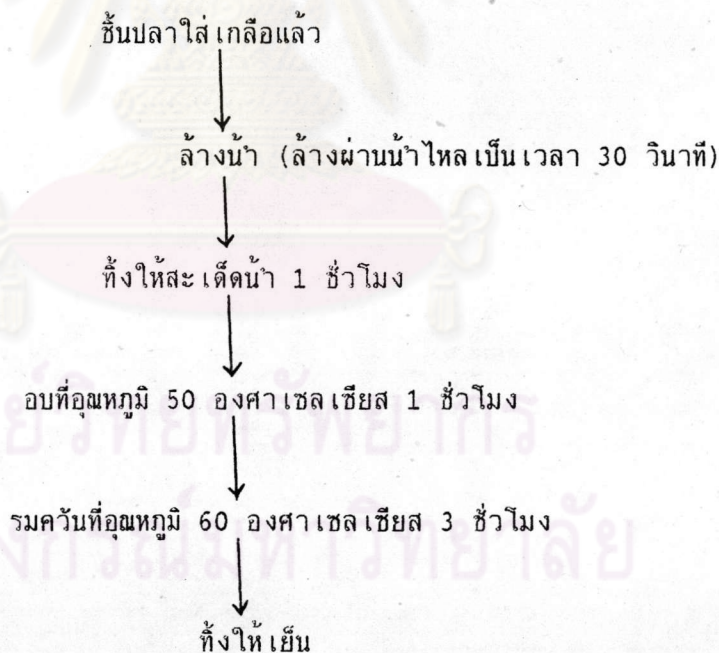 ชิ้นปลาใส่เกลือแล้ว
ล้างน้ำ (ล้างผ่านน้ำไหลเป็นเวลา 30 วินาที)
ทิ้งให้สะเด็ดน้ำ 1 ชั่วโมง
อบที่อุณหภูมิ 50 องศาเซลเซียส 1 ชั่วโมง
รมควันที่อุณหภูมิ 60 องศาเซลเซียส 3 ชั่วโมง
ทิ้งให้เย็น